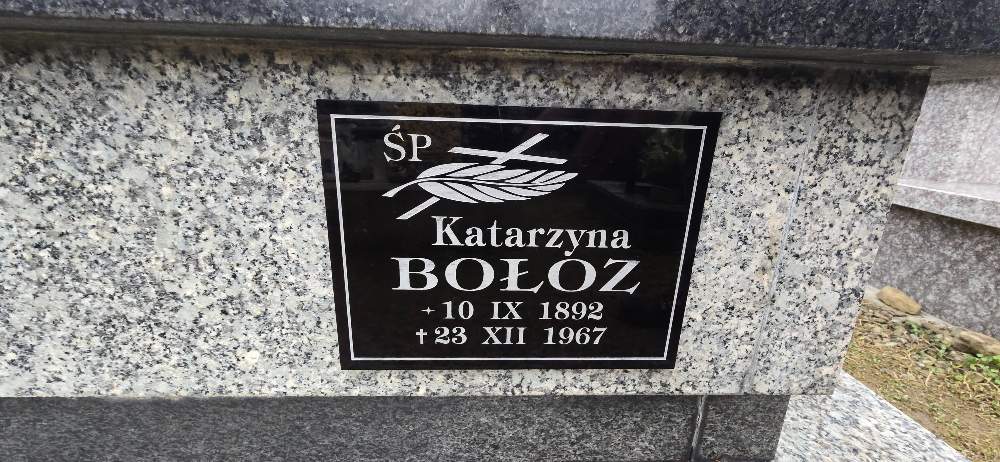 ŚP
Katarzyna
BOŁOZ
10 IX 1892
✝ 23 XII 1967